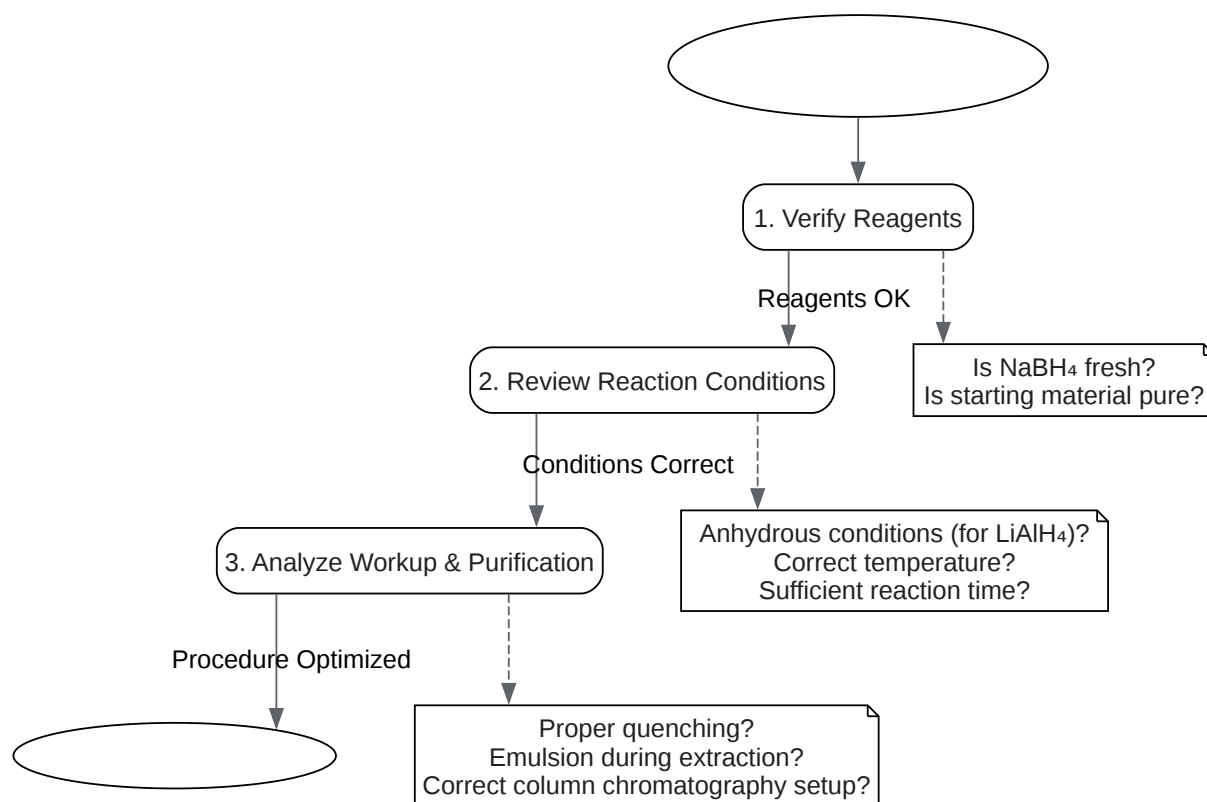 1. Verify Reagents
Reagents OK
Is NaBH₄ fresh?
Is starting material pure?
2. Review Reaction Conditions
Conditions Correct
Anhydrous conditions (for LiAlH₄)?
Correct temperature?
Sufficient reaction time?
3. Analyze Workup & Purification
Procedure Optimized
Proper quenching?
Emulsion during extraction?
Correct column chromatography setup?